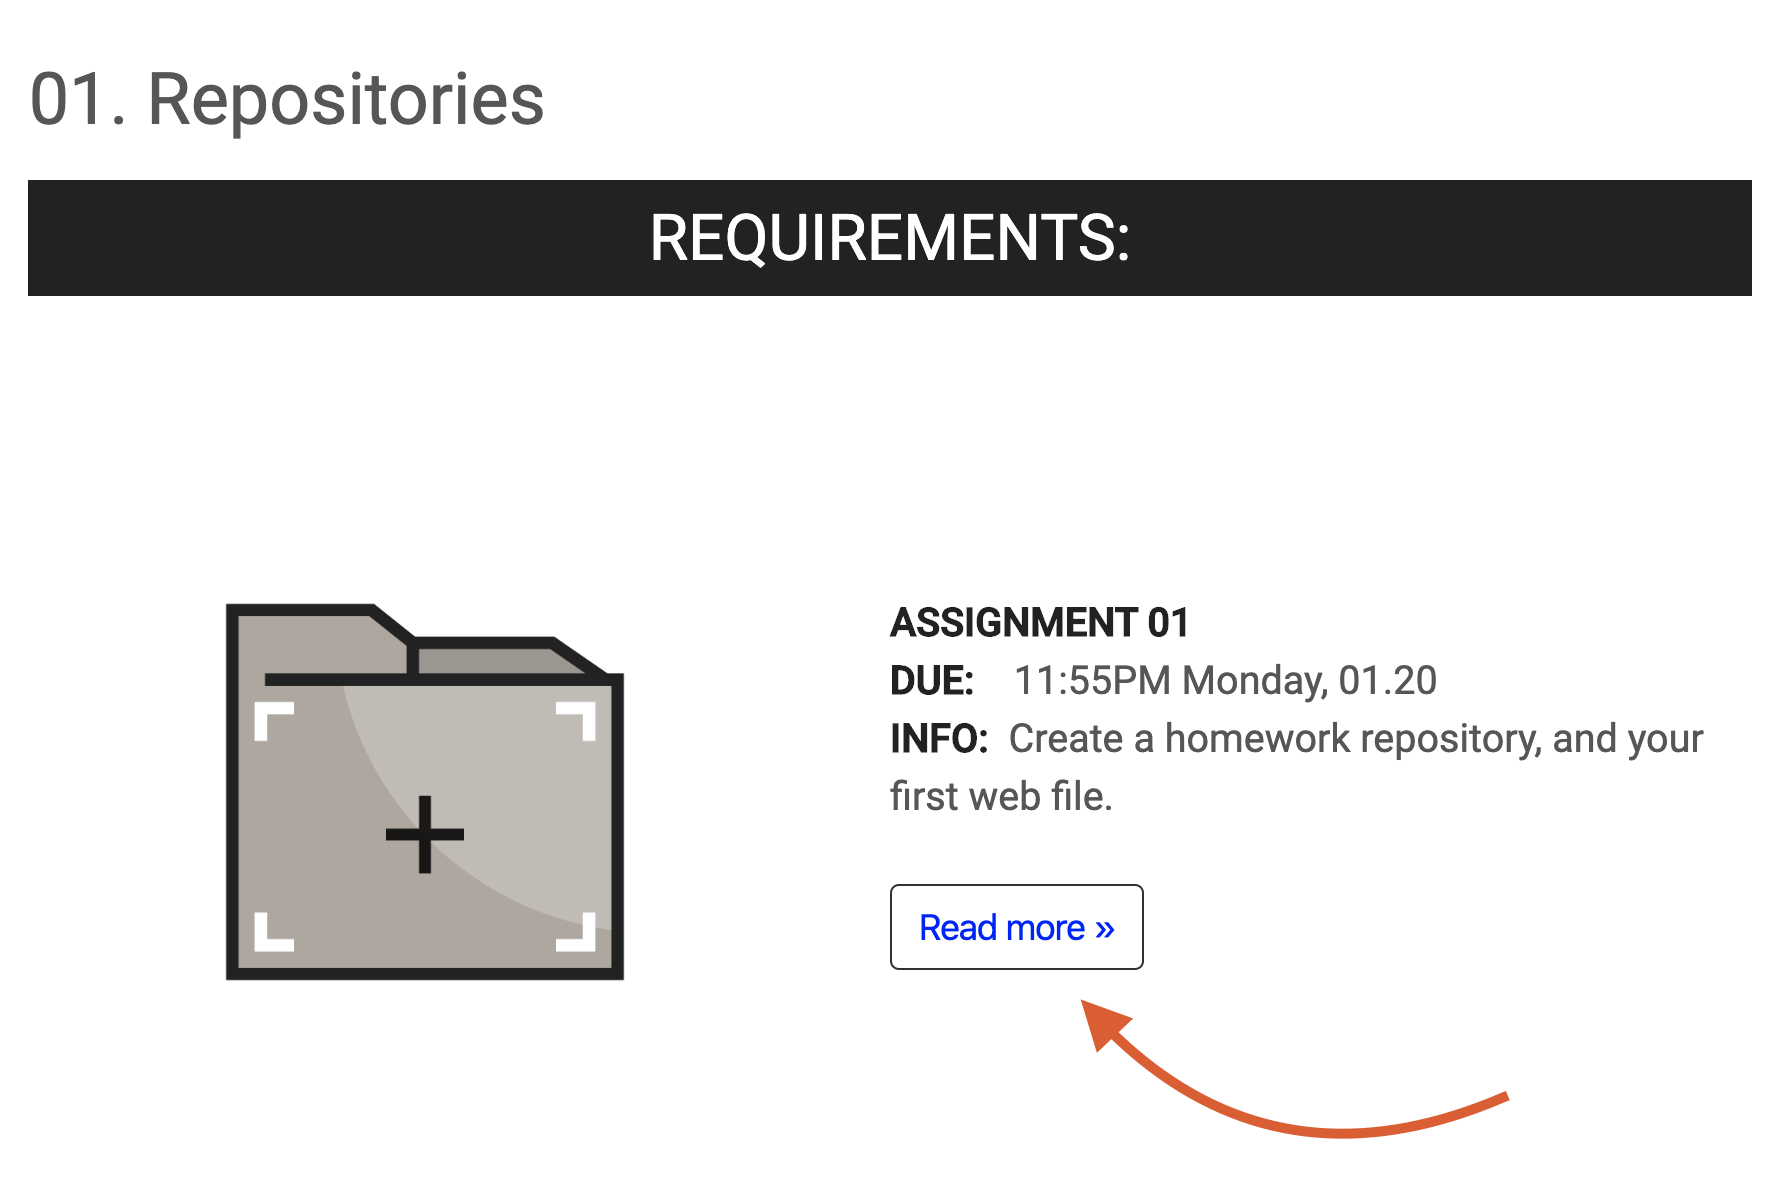 01. Repositories
REQUIREMENTS:
ASSIGNMENT 01
DUE: 11:55PM Monday, 01.20
INFO: Create a homework repository, and your
first web file.
Read more »